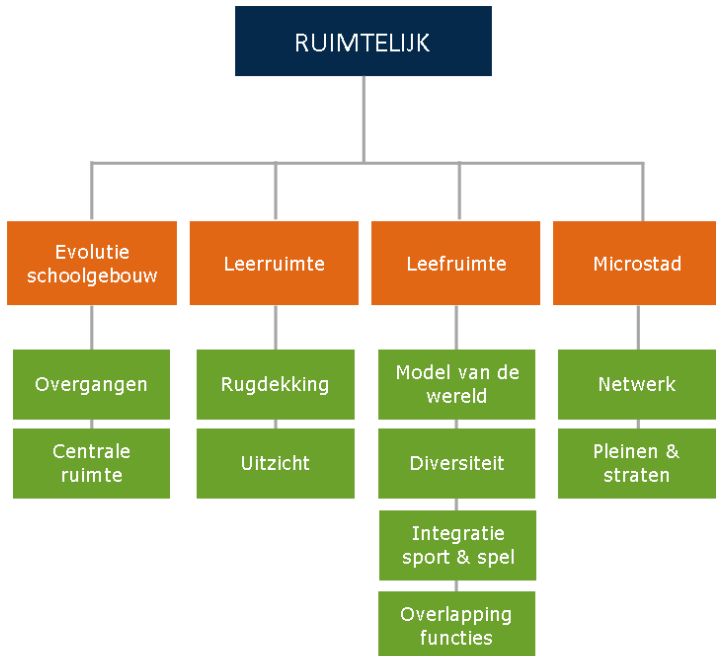 RUIMTELIJK
Evolutie
schoolgebouw
Leerruimte
Leefruimte
Microstad
Overgangen
Rugdekking
Model van de
wereld
Netwerk
Centrale
ruimte
Uitzicht
Diversiteit
Pleinen &
straten
Integratie
sport & spel
Overlapping
functies